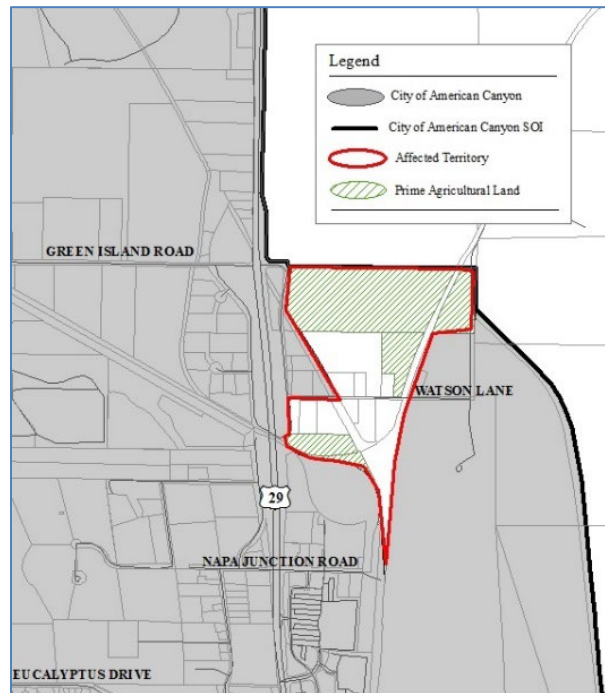 Legend
City of American Canyon
City of American Canyon SOI
Affected Territory
Prime Agricultural Land
GREEN ISLAND ROAD
WATSON LANE
29
NAPA JUNCTION ROAD
EUCALYPTUS DRIVE